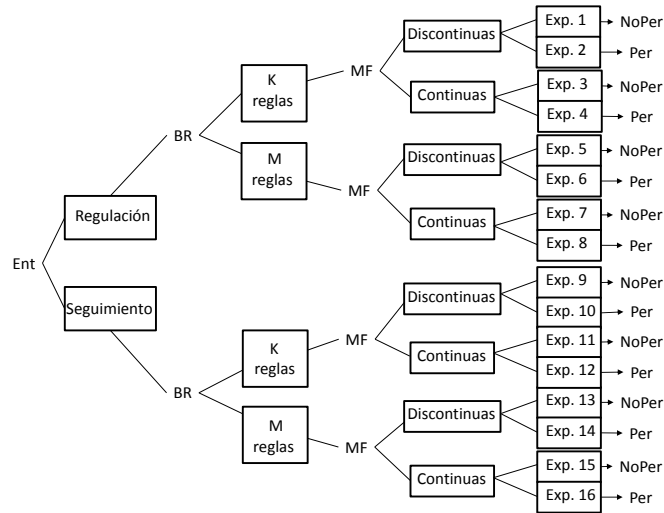 Exp. 1
NoPer
Discontinuas
Exp. 2
Per
K
reglas
MF
Exp. 3
NoPer
Continuas
Exp. 4
Per
BR
Exp. 5
NoPer
M
reglas
Discontinuas
Exp. 6
Per
MF
Exp. 7
NoPer
Continuas
Exp. 8
Per
Regulación
Ent
Seguimiento
Exp. 9
NoPer
Discontinuas
Exp. 10
Per
K
reglas
MF
Exp. 11
NoPer
Continuas
Exp. 12
Per
BR
Exp. 13
NoPer
M
reglas
Discontinuas
Exp. 14
Per
MF
Exp. 15
NoPer
Continuas
Exp. 16
Per